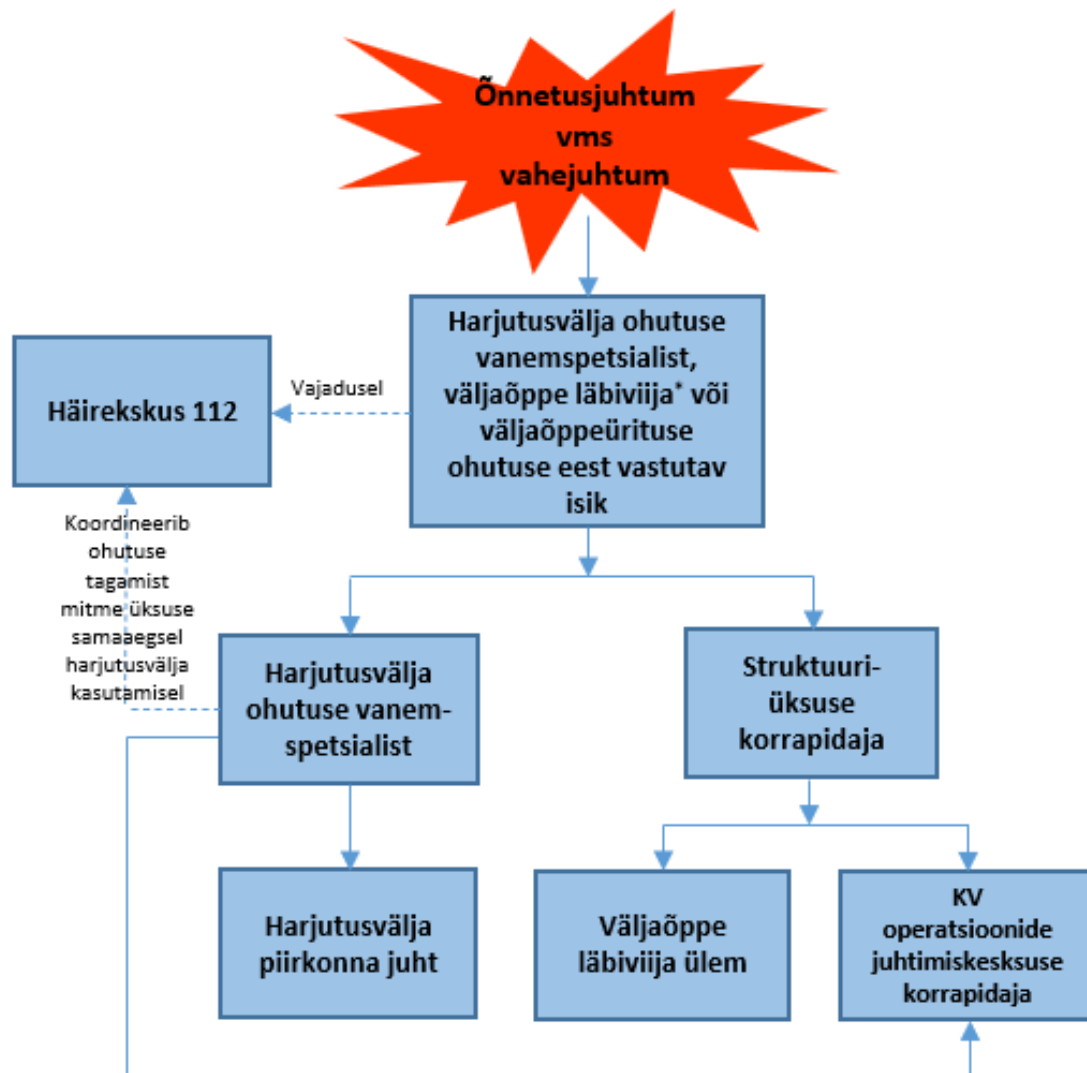 Õnnetusjuhtum
vms
vahejuhtum
Harjutusvälja ohutuse
vanemspetsialist,
väljaõppe läbiviija* või
väljaõppeürituse
ohutuse eest vastutav
isik
Vajadusel
Häirekskus 112
Koordineerib
ohutuse
tagamist
mitme üksuse
samaaegsel
harjutusvälja
kasutamisel
Harjutusvälja
ohutuse vanem-
spetsialist
Struktuuri-
üksuse
korrapidaja
Harjutusvälja
piirkonna juht
Väljaõppe
läbiviija ülem
KV
operatsioonide
juhtimiskesksuse
korrapidaja